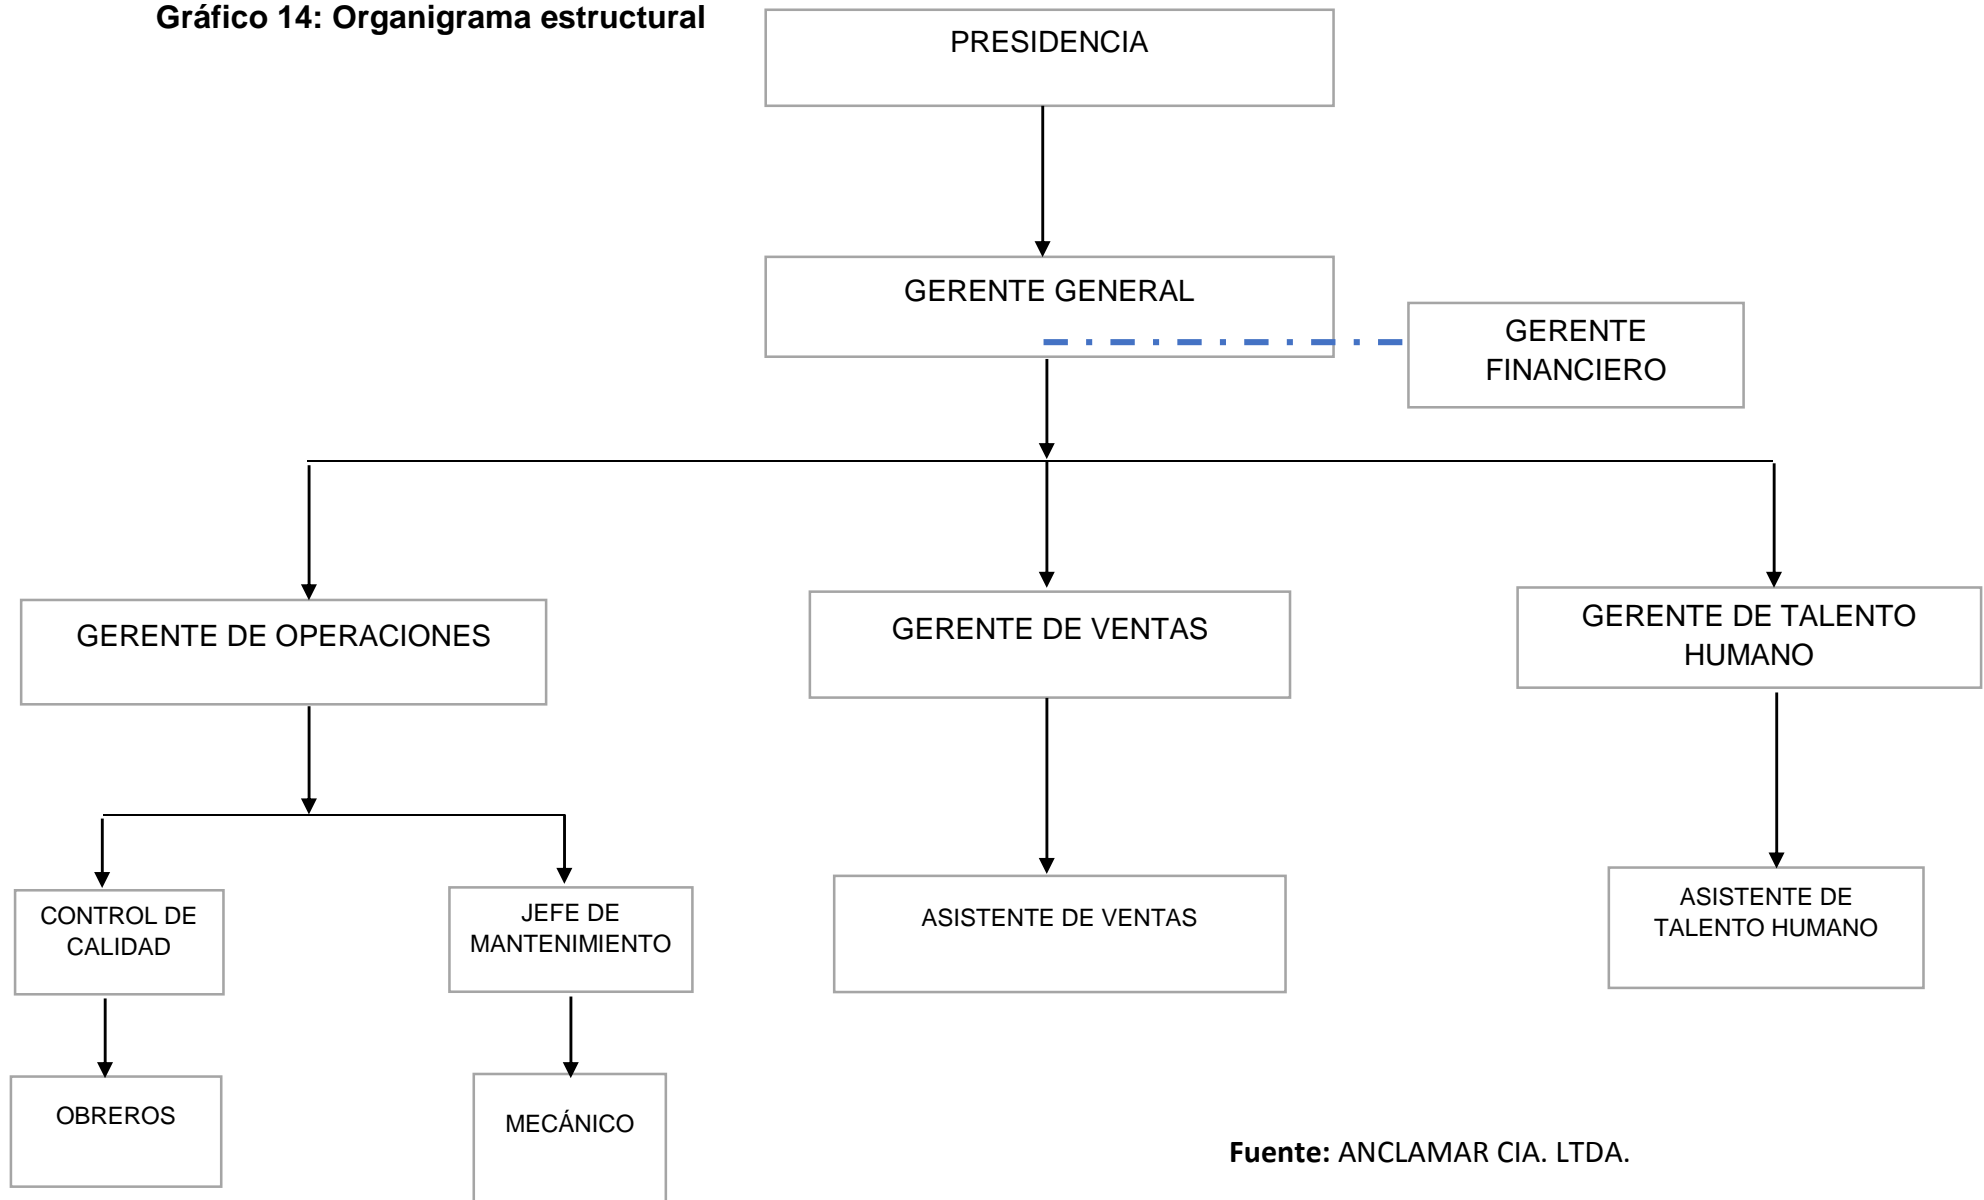 Gráfico 14: Organigrama estructural
PRESIDENCIA
GERENTE GENERAL
GERENTE
FINANCIERO
GERENTE DE OPERACIONES
GERENTE DE VENTAS
GERENTE DE TALENTO
HUMANO
CONTROL DE
CALIDAD
JEFE DE
MANTENIMIENTO
ASISTENTE DE VENTAS
ASISTENTE DE
TALENTO HUMANO
OBREROS
MECÁNICO
Fuente: ANCLAMAR CIA. LTDA.